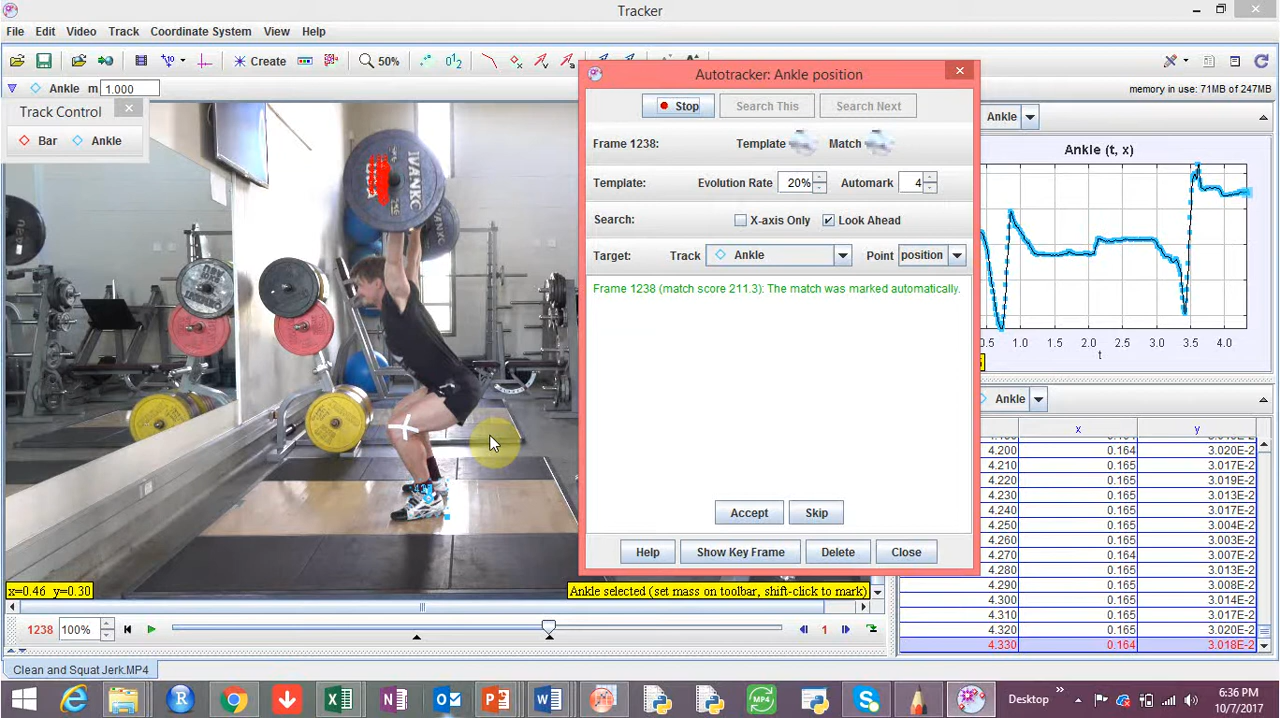 Tracker
File Edit Video Track Coordinate System View Help
Create 50%
Ankle m 1.000
memory in use: 71MB of 247MB
Track Control
Bar Ankle
IVANKO
Autotracker: Ankle position
Stop Search This Search Next
Frame 1238: Template Match
Template: Evolution Rate 20% Automark 4
Search: X-axis Only Look Ahead
Target: Track Ankle Point position
Frame 1238 (match score 211.3): The match was marked automatically.
Accept Skip
Help Show Key Frame Delete Close
Ankle
Ankle (t, x)
0.5 1.0 1.5 2.0 2.5 3.0 3.5 4.0
t
Ankle
x y
4.200 0.164 3.020E-2
4.210 0.165 3.017E-2
4.220 0.165 3.019E-2
4.230 0.165 3.013E-2
4.240 0.165 3.010E-2
4.250 0.165 3.004E-2
4.260 0.165 3.003E-2
4.270 0.165 3.007E-2
4.280 0.165 3.013E-2
4.290 0.165 3.008E-2
4.300 0.165 3.014E-2
4.310 0.165 3.017E-2
4.320 0.165 3.020E-2
4.330 0.164 3.018E-2
x=0.46 y=0.30
Ankle selected (set mass on toolbar, shift-click to mark)
1238 100% 1
Clean and Squat Jerk.MP4
Desktop
6:36 PM
10/7/2017